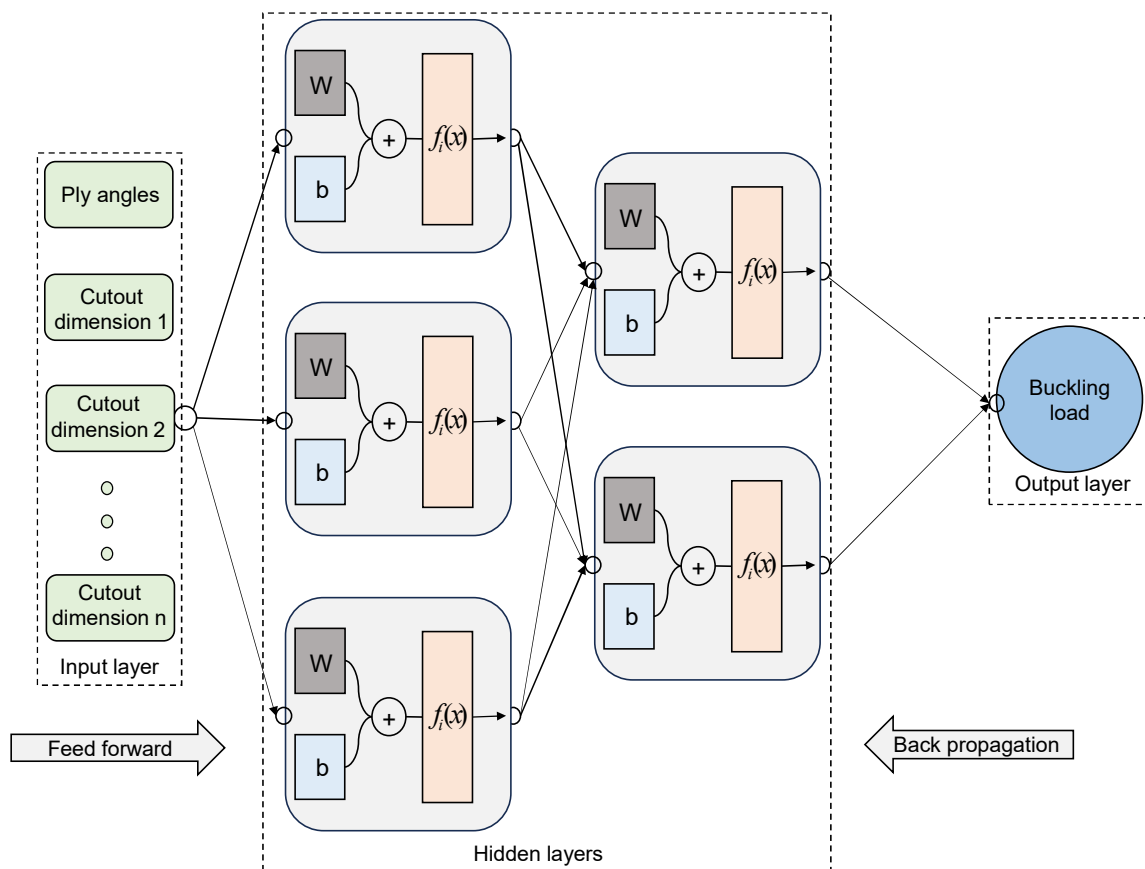 Ply angles
Cutout
dimension 1
Cutout
dimension 2
Cutout
dimension n
Input layer
Feed forward
W
b
+
fᵢ(x)
W
b
+
fᵢ(x)
W
b
+
fᵢ(x)
W
b
+
fᵢ(x)
W
b
+
fᵢ(x)
Hidden layers
Buckling
load
Output layer
Back propagation